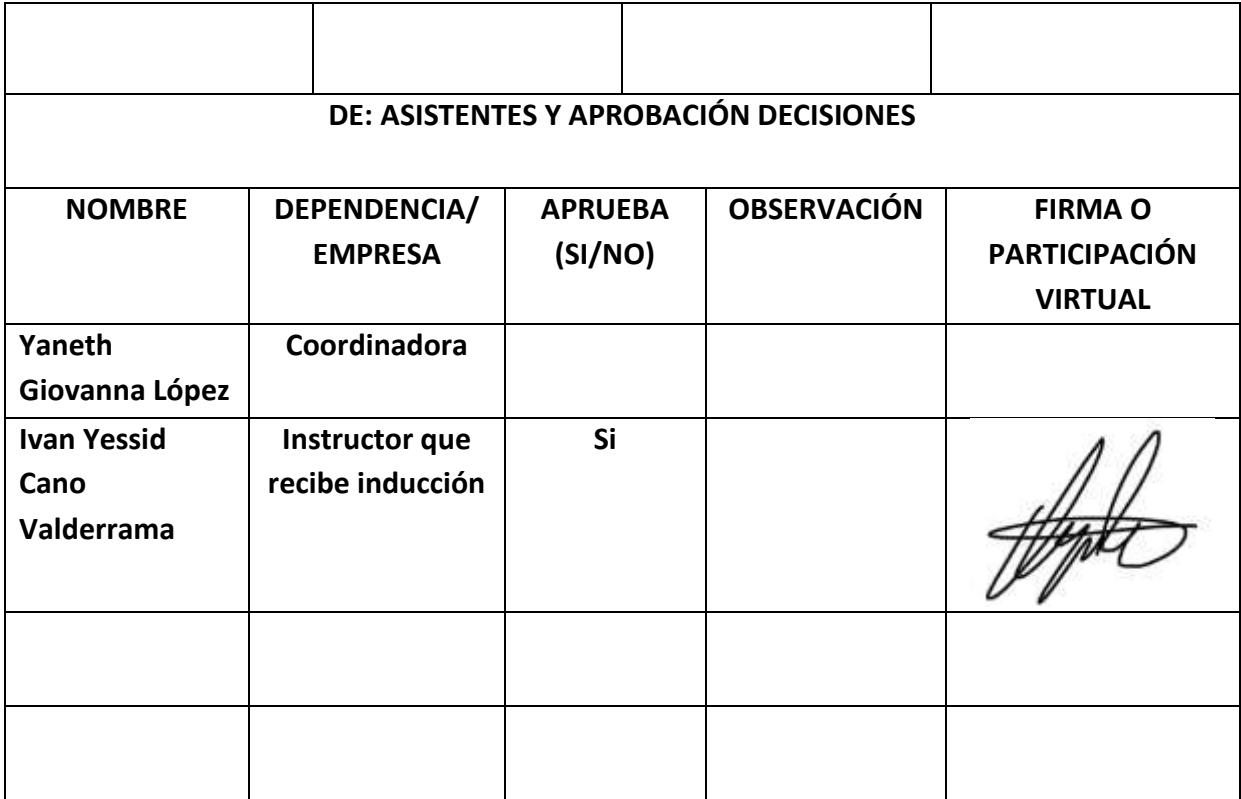 DE: ASISTENTES Y APROBACIÓN DECISIONES
NOMBRE
DEPENDENCIA/
EMPRESA
APRUEBA
(SI/NO)
OBSERVACIÓN
FIRMA O
PARTICIPACIÓN
VIRTUAL
Yaneth
Giovanna López
Coordinadora
Ivan Yessid
Cano
Valderrama
Instructor que
recibe inducción
Si